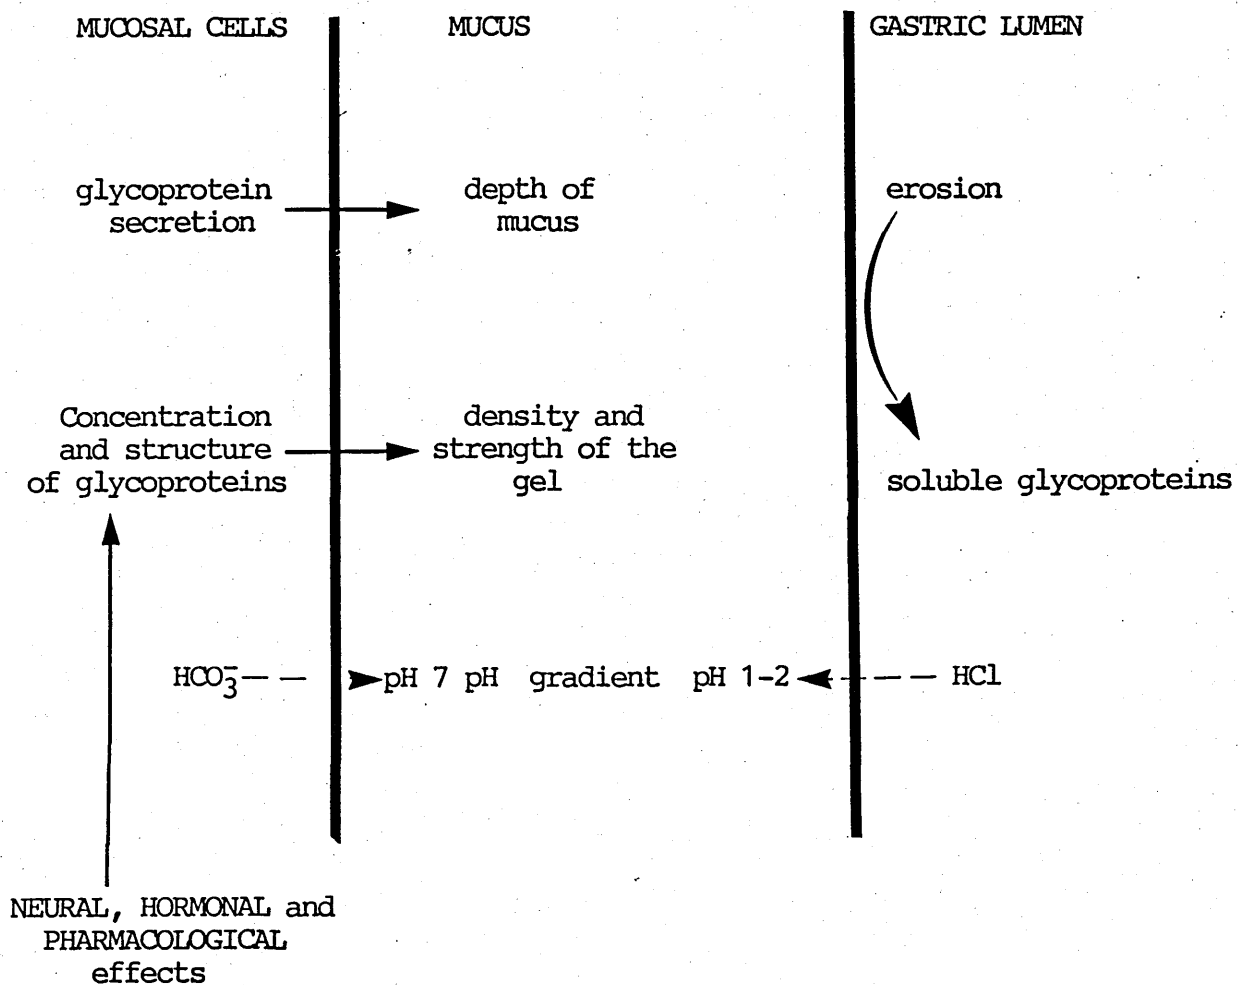 MUCOSAL CELLS
MUCUS
GASTRIC LUMEN
glycoprotein
secretion
depth of
mucus
erosion
Concentration
and structure
of glycoproteins
density and
strength of the
gel
soluble glycoproteins
HCO₃⁻
pH 7 pH gradient pH 1-2
HCl
NEURAL, HORMONAL and
PHARMACOLOGICAL
effects